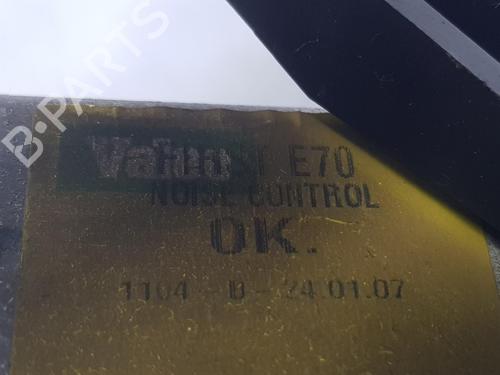 B-PARTS
Valeo E70
NOISE CONTROL
OK.
1104 - D - 24.01.07